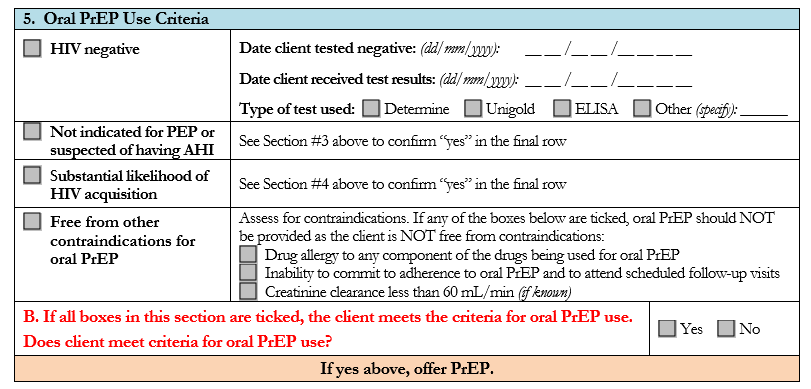 5. Oral PrEP Use Criteria
HIV negative
Date client tested negative: (dd/mm/yyyy): __ __/__ __/__ __ __ __
Date client received test results: (dd/mm/yyyy): __ __/__ __/__ __ __ __
Type of test used: Determine Unigold ELISA Other (specify): ______
Not indicated for PEP or
suspected of having AHI
See Section #3 above to confirm “yes” in the final row
Substantial likelihood of
HIV acquisition
See Section #4 above to confirm “yes” in the final row
Free from other
contraindications for
oral PrEP
Assess for contraindications. If any of the boxes below are ticked, oral PrEP should NOT
be provided as the client is NOT free from contraindications:
Drug allergy to any component of the drugs being used for oral PrEP
Inability to commit to adherence to oral PrEP and to attend scheduled follow-up visits
Creatinine clearance less than 60 mL/min (if known)
B. If all boxes in this section are ticked, the client meets the criteria for oral PrEP use.
Does client meet criteria for oral PrEP use?
Yes No
If yes above, offer PrEP.